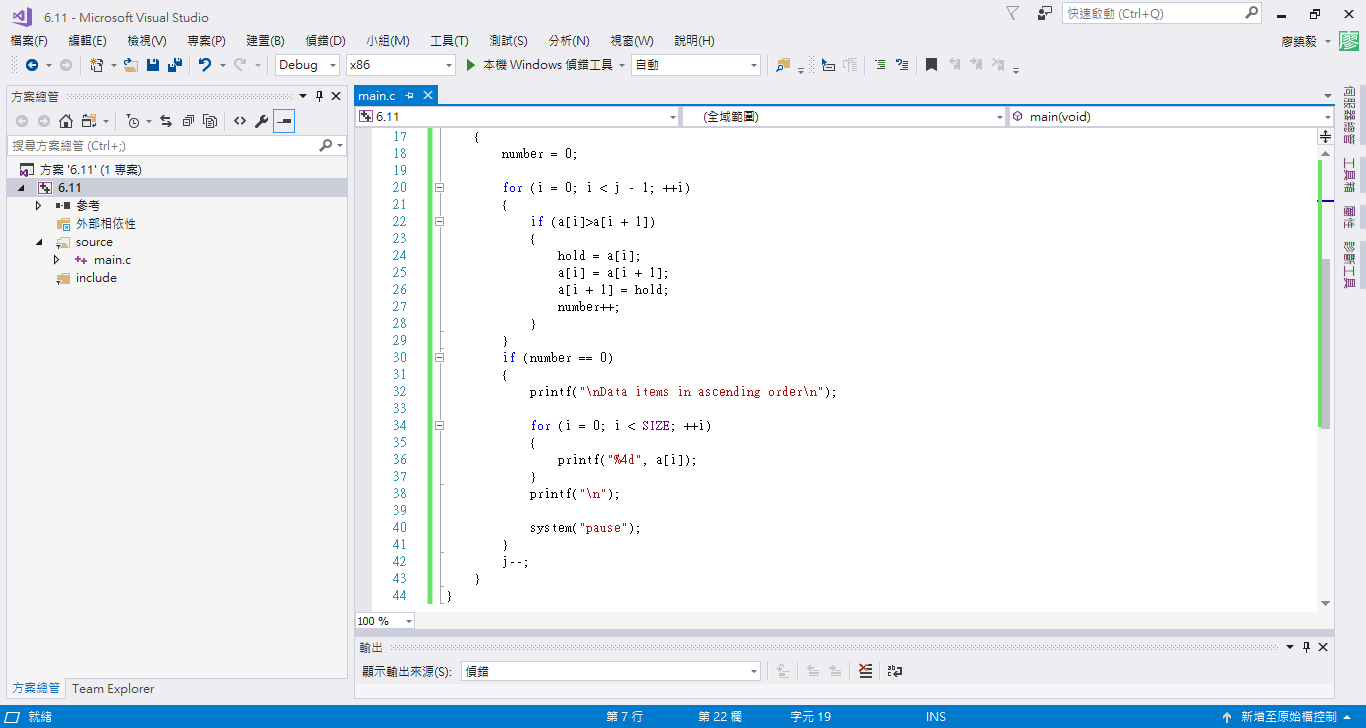 6.11 - Microsoft Visual Studio
快速啟動 (Ctrl+Q)
檔案(F) 編輯(E) 檢視(V) 專案(P) 建置(B) 偵錯(D) 小組(M) 工具(T) 測試(S) 分析(N) 視窗(W) 說明(H)
Debug x86 本機 Windows 偵錯工具 自動
方案總管
搜尋方案總管 (Ctrl+;)
方案 '6.11' (1 專案)
6.11
參考
外部相依性
source
main.c
include
方案總管 Team Explorer
main.c
6.11 (全域範圍) main(void)
17 {
18 number = 0;
19
20 for (i = 0; i < j - 1; ++i)
21 {
22 if (a[i]>a[i + 1])
23 {
24 hold = a[i];
25 a[i] = a[i + 1];
26 a[i + 1] = hold;
27 number++;
28 }
29 }
30 if (number == 0)
31 {
32 printf("\nData items in ascending order\n");
33
34 for (i = 0; i < SIZE; ++i)
35 {
36 printf("%4d", a[i]);
37 }
38 printf("\n");
39
40 system("pause");
41 }
42 j--;
43 }
44 }
100 %
輸出
顯示輸出來源(S): 偵錯
伺服器總管
工具箱
屬性
診斷工具
就緒 第 7 行 第 22 欄 字元 19 INS 新增至原始檔控制